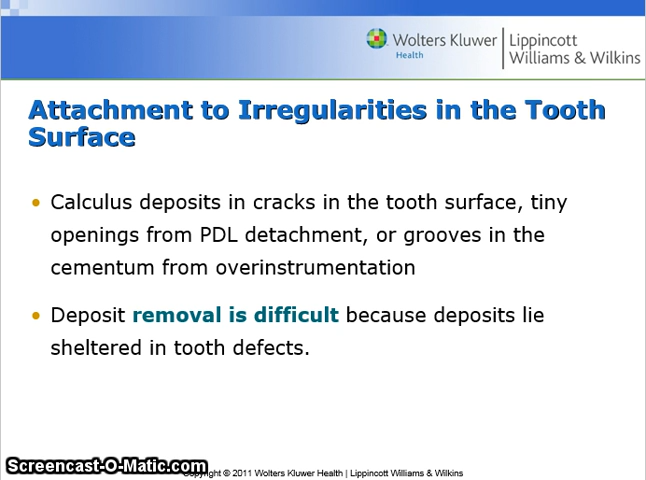 Wolters Kluwer
Health
Lippincott
Williams & Wilkins
Attachment to Irregularities in the Tooth
Surface
• Calculus deposits in cracks in the tooth surface, tiny
openings from PDL detachment, or grooves in the
cementum from overinstrumentation
• Deposit removal is difficult because deposits lie
sheltered in tooth defects.
Screencast-O-Matic.com
Copyright © 2011 Wolters Kluwer Health | Lippincott Williams & Wilkins